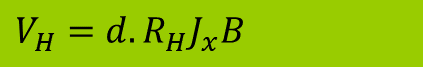 V_H = d. R_H J_x B